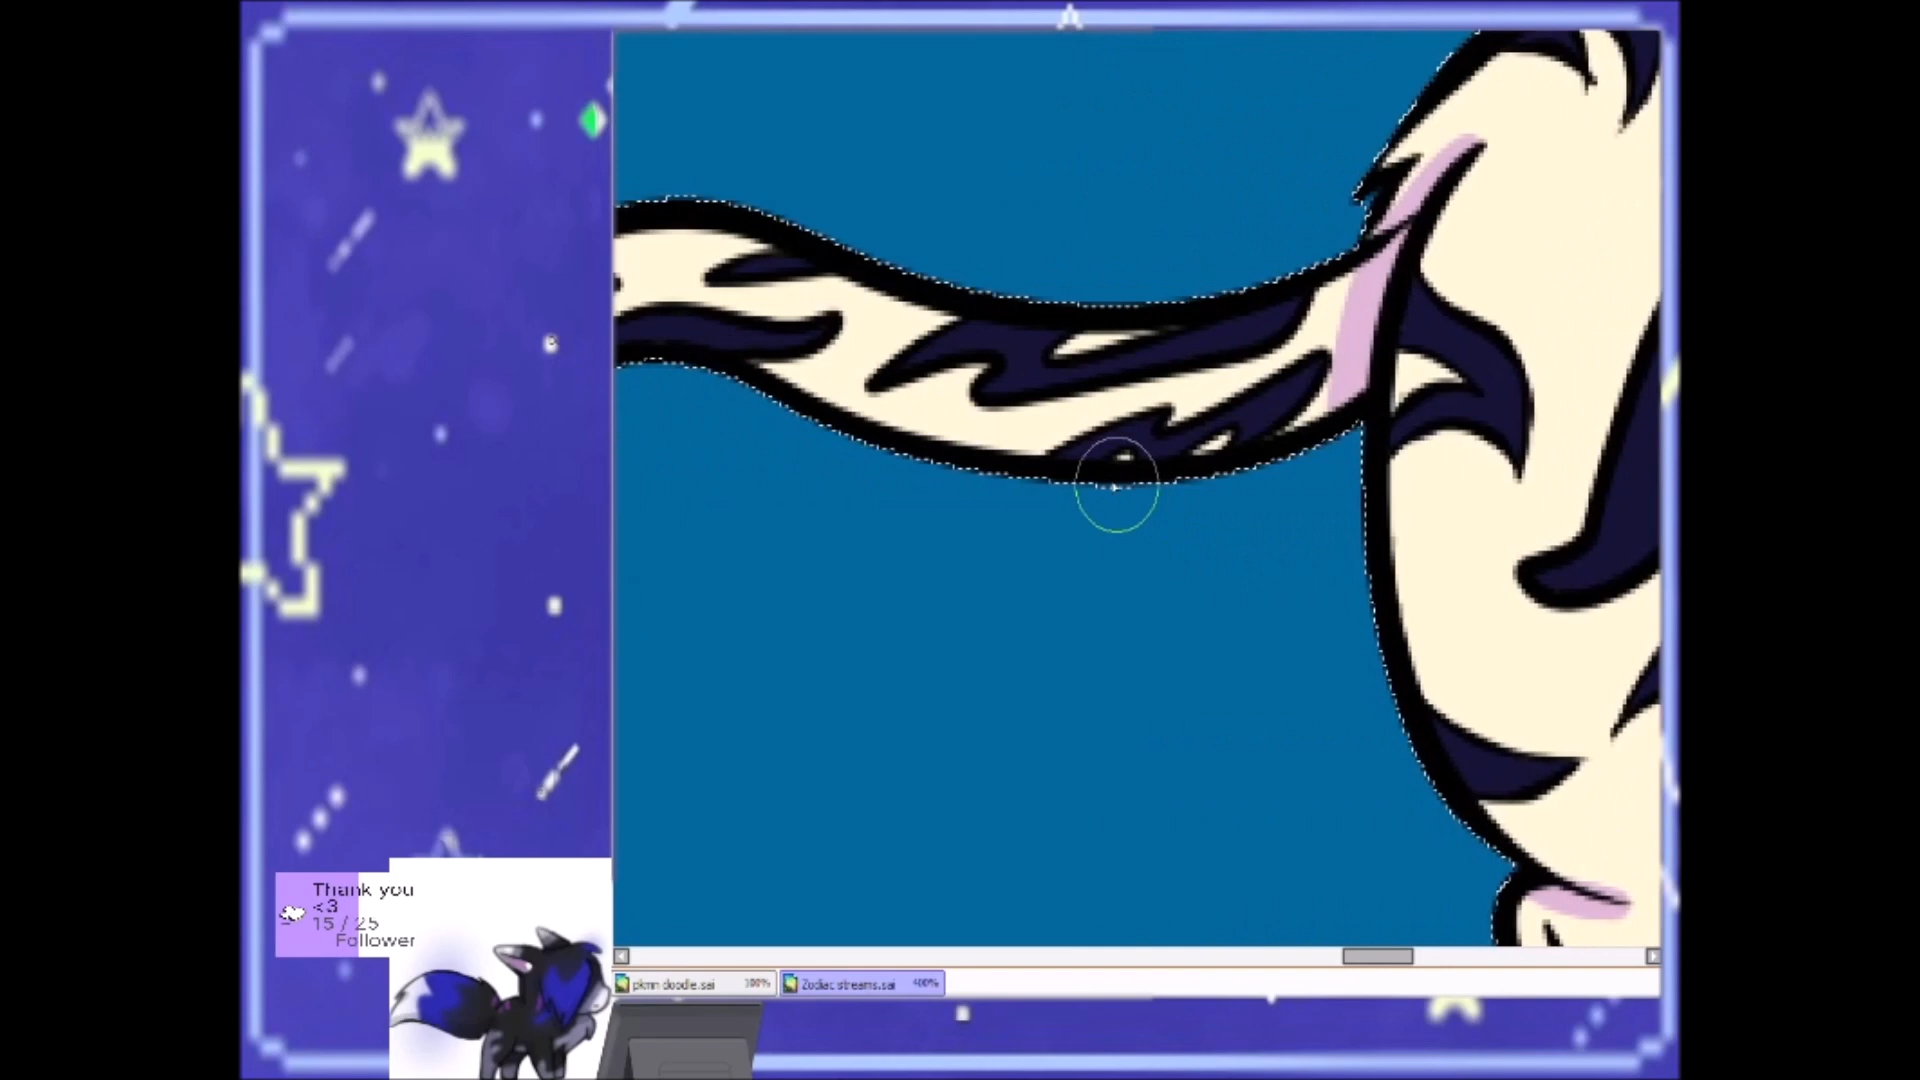 Thank you
<3
15 / 25
Follower
pkmn doodle.sai 100%
Zodiac streams.sai 400%